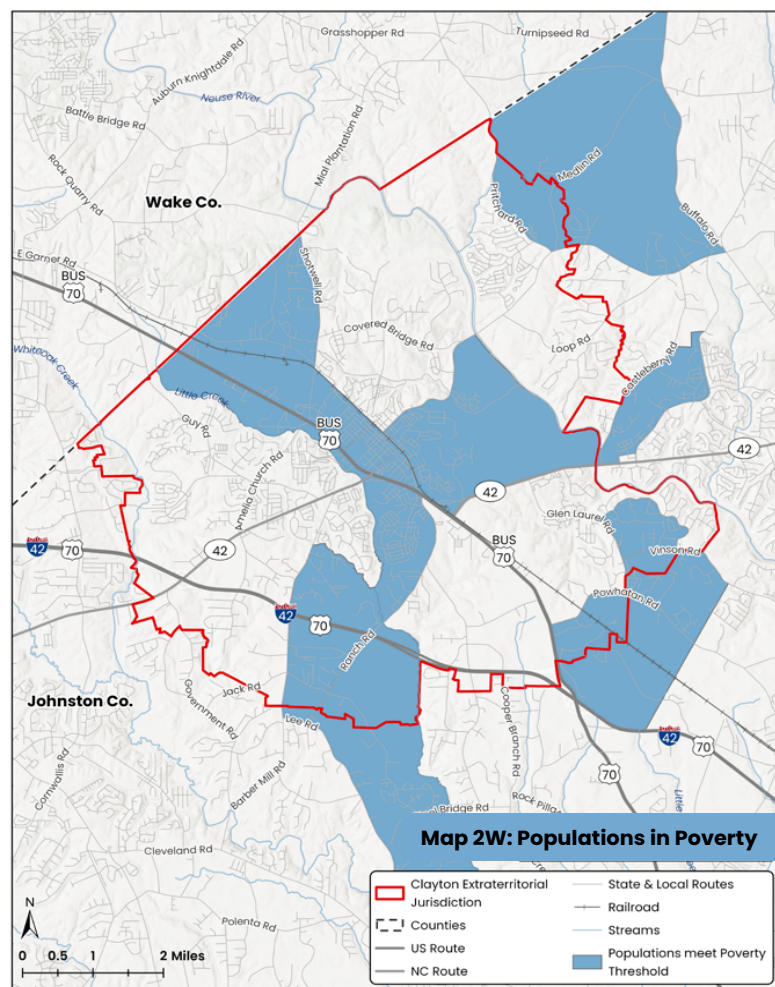 Grasshopper Rd
Turnipseed Rd
Auburn Knightdale Rd
Neuse River
Battle Bridge Rd
Mial Plantation Rd
Medlin Rd
Rock Quarry Rd
Wake Co.
Pritchard Rd
Buffalo Rd
E Garner Rd
BUS
70
Shotwell Rd
Covered Bridge Rd
Loop Rd
Whiteoak Creek
Castleberry Rd
Little Creek
Guy Rd
BUS
70
42
Amelia Church Rd
42
Glen Laurel Rd
BUS
70
Vinson Rd
42
70
42
Powhatan Rd
42
70
Ranch Rd
Jack Rd
Johnston Co.
Government Rd
Lee Rd
Cooper Branch Rd
42
70
Cornwallis Rd
Barber Mill Rd
70
Little
Bridge Rd
Rock Pilla
Map 2W: Populations in Poverty
Cleveland Rd
Polenta Rd
N
0 0.5 1 2 Miles
Clayton Extraterritorial
Jurisdiction
Counties
US Route
NC Route
State & Local Routes
Railroad
Streams
Populations meet Poverty
Threshold